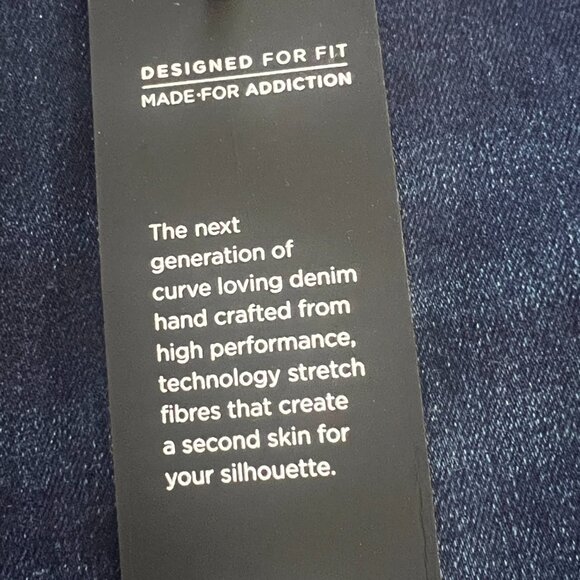 DESIGNED FOR FIT
MADE·FOR ADDICTION
The next
generation of
curve loving denim
hand crafted from
high performance,
technology stretch
fibres that create
a second skin for
your silhouette.